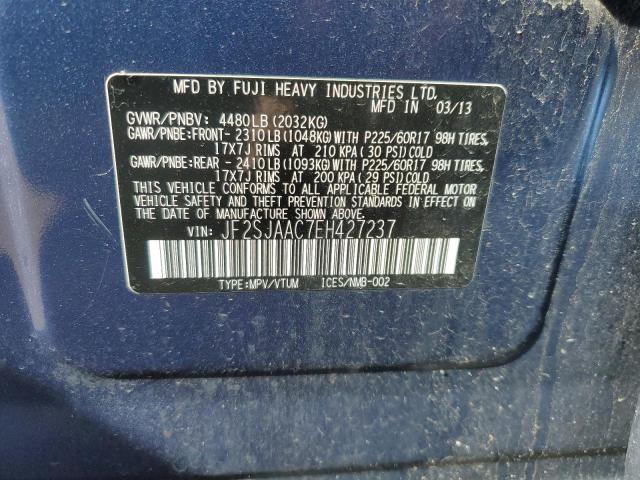 MFD BY FUJI HEAVY INDUSTRIES LTD.
MFD IN 03/13
GVWR/PNBV: 4480LB (2032KG)
GAWR/PNBE: FRONT- 2310LB (1048KG) WITH P225/60R17 98H TIRES,
17X7J RIMS AT 210 KPA (30 PSI) COLD
GAWR/PNBE: REAR - 2410LB (1093KG) WITH P225/60R17 98H TIRES,
17X7J RIMS AT 200 KPA (29 PSI) COLD
THIS VEHICLE CONFORMS TO ALL APPLICABLE FEDERAL MOTOR
VEHICLE SAFETY AND THEFT PREVENTION STANDARDS IN EFFECT ON
THE DATE OF MANUFACTURE SHOWN ABOVE.
VIN: JF2SJAAC7EH427237
TYPE:MPV/VTUM ICES/NMB-002